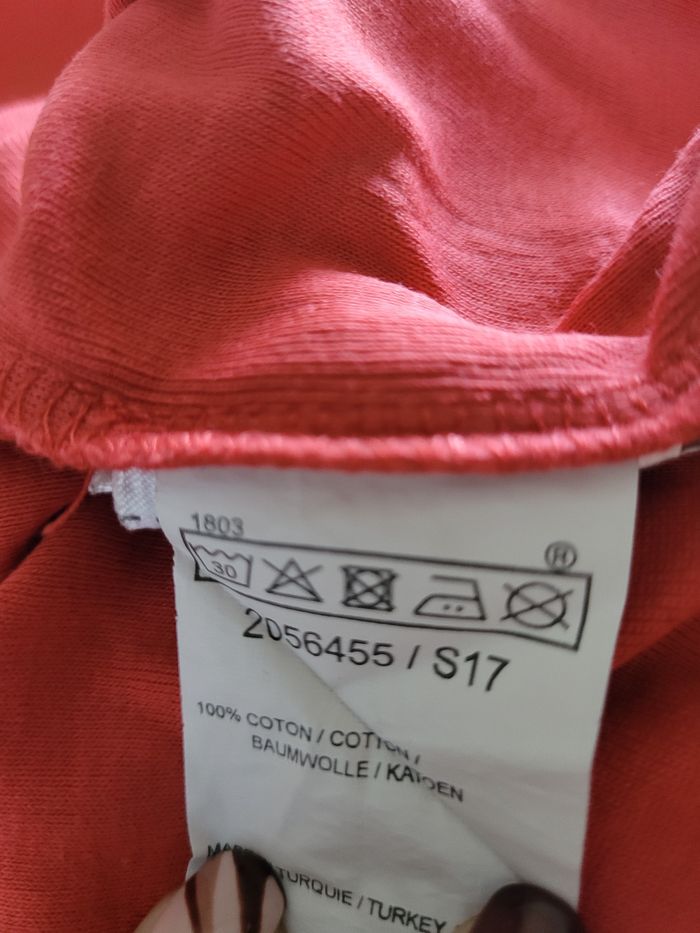 1803
®
30
2056455 / S17
100% COTON / COTTON /
BAUMWOLLE / KATOEN
TURQUIE / TURKEY